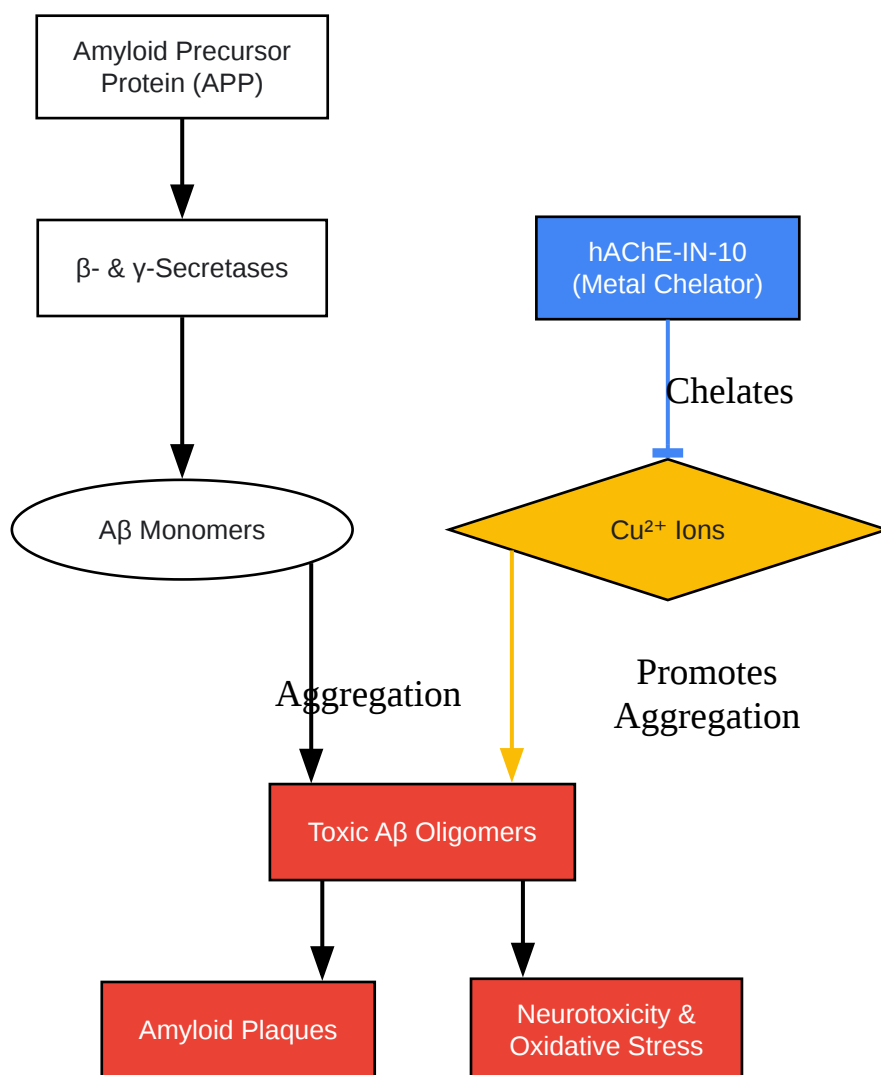 Amyloid Precursor
Protein (APP)
β- & γ-Secretases
hAChE-IN-10
(Metal Chelator)
Chelates
Aβ Monomers
Cu²⁺ Ions
Aggregation
Promotes
Aggregation
Toxic Aβ Oligomers
Amyloid Plaques
Neurotoxicity &
Oxidative Stress